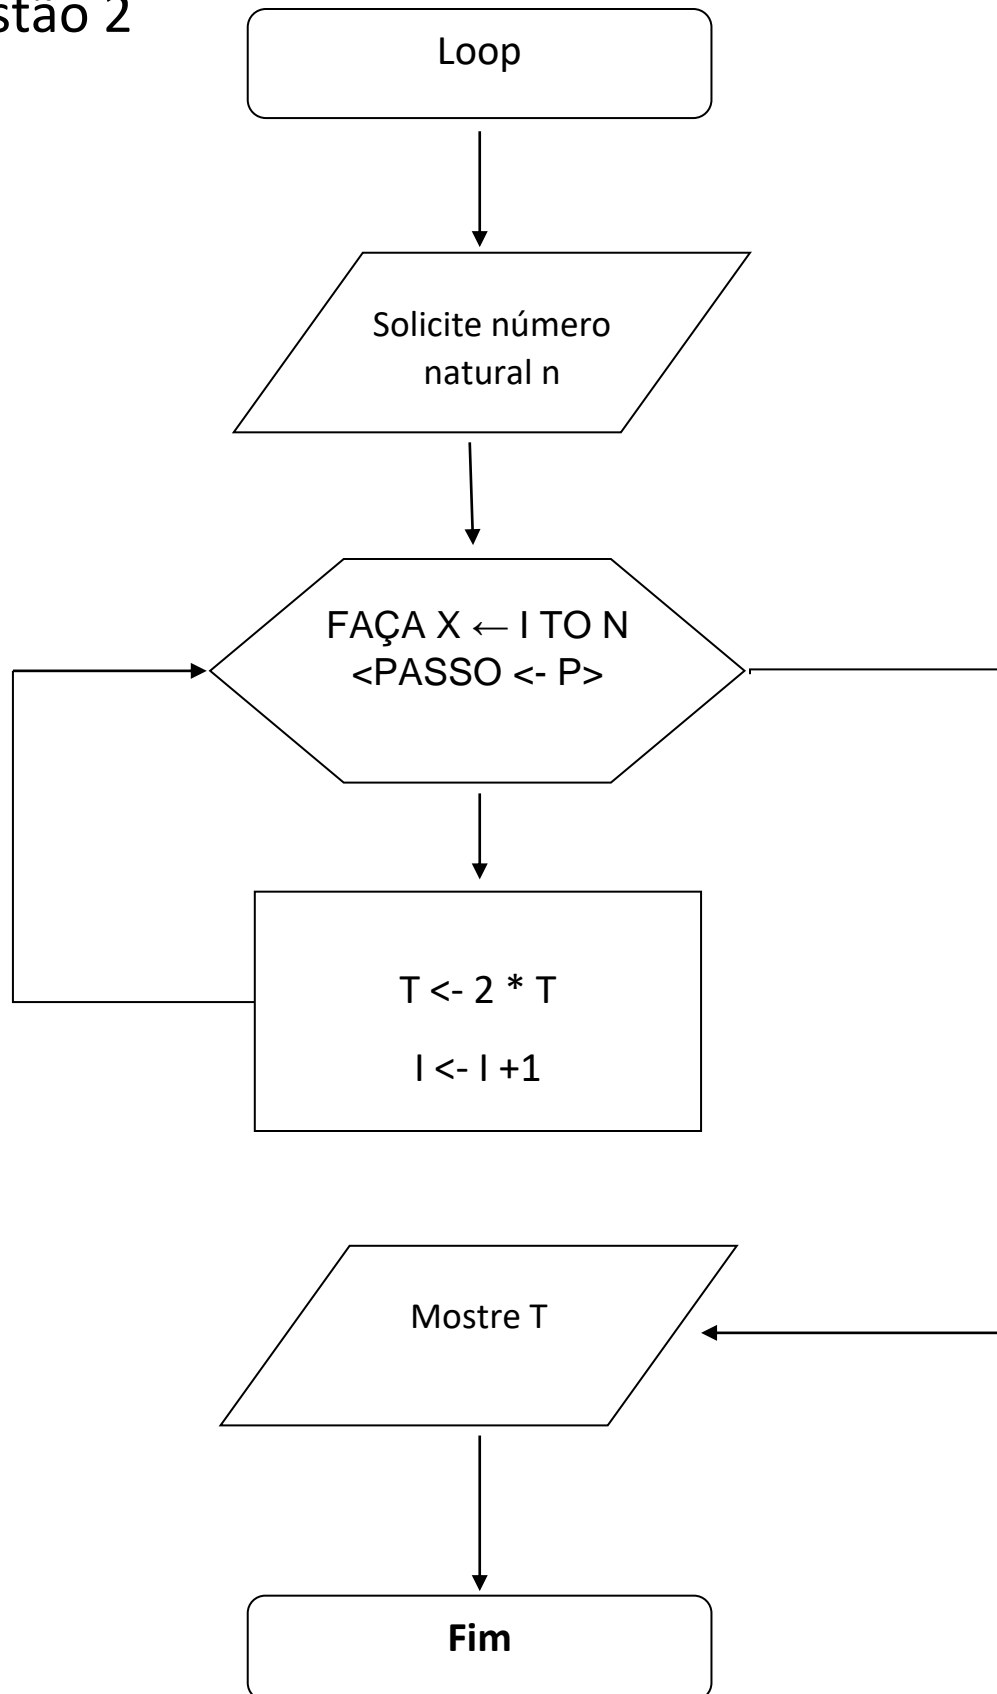 stão 2
Loop
Solicite número
natural n
FAÇA X ← I TO N
<PASSO <- P>
T <- 2 * T
I <- I +1
Mostre T
Fim